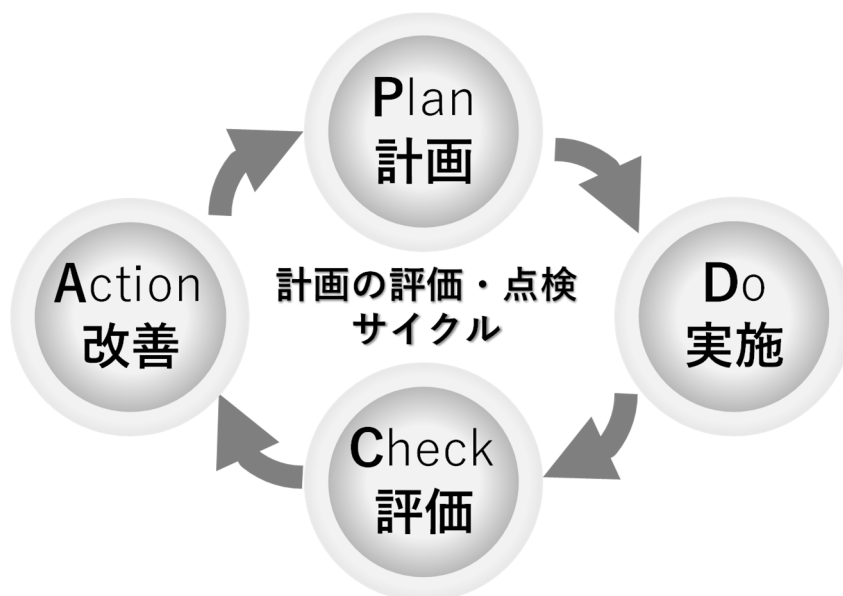 Plan
計画
Do
実施
Check
評価
Action
改善
計画の評価・点検
サイクル